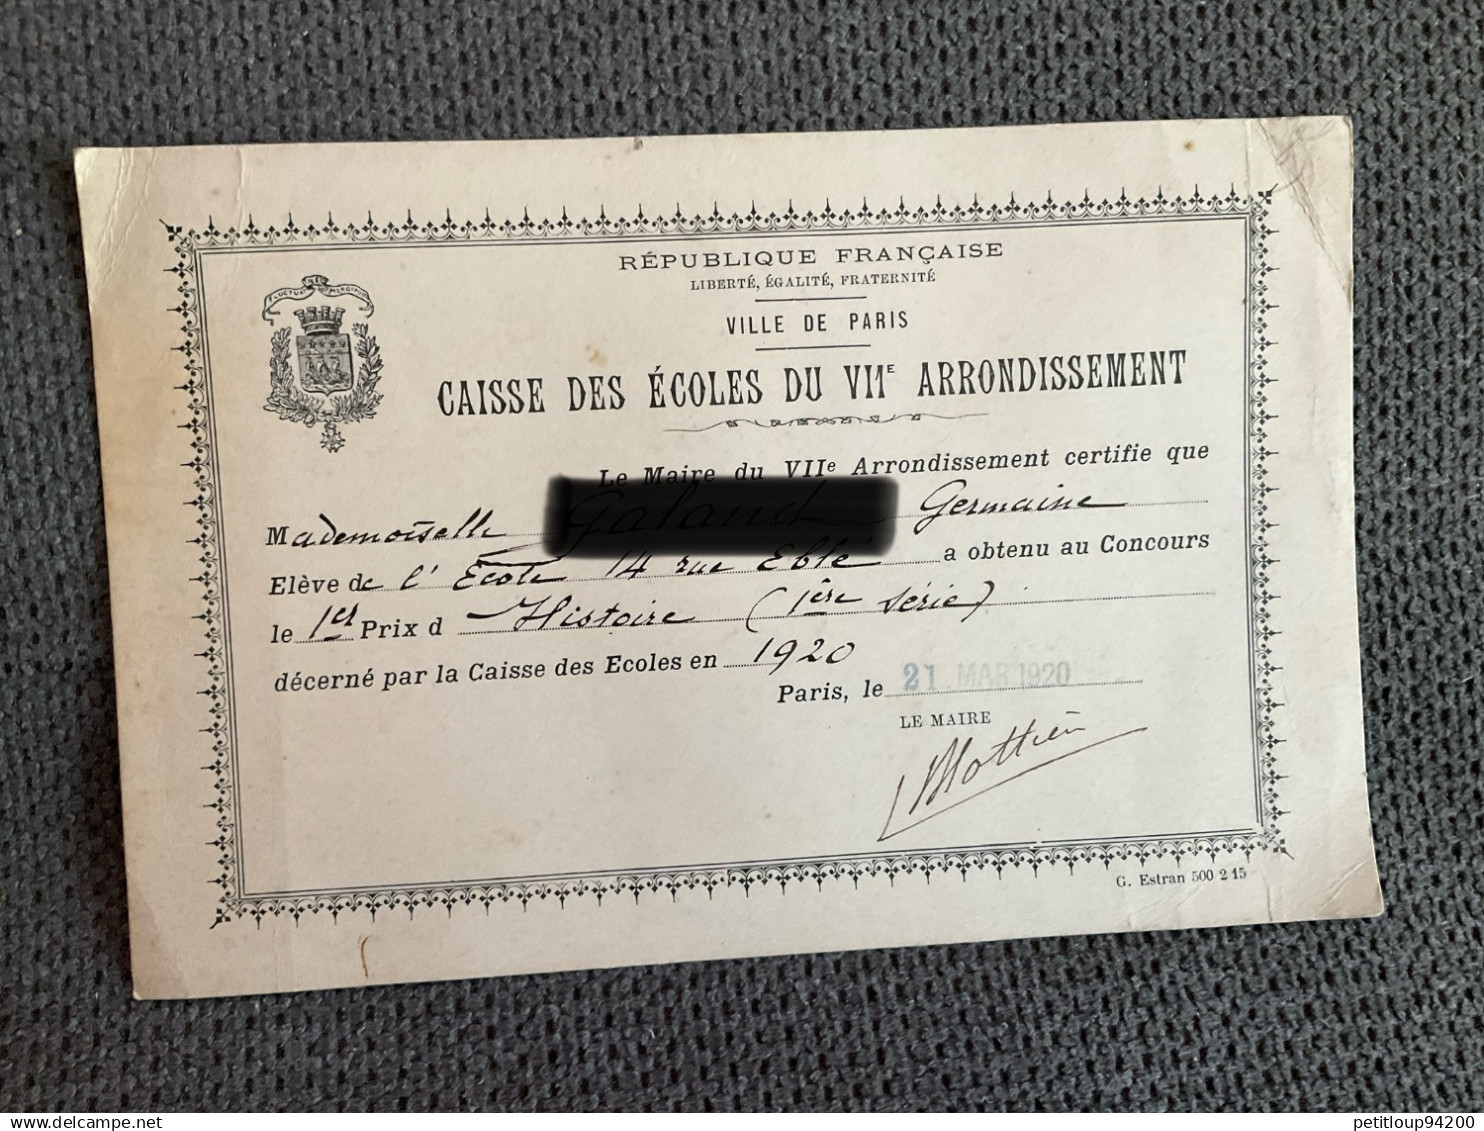 RÉPUBLIQUE FRANÇAISE
LIBERTÉ, ÉGALITÉ, FRATERNITÉ
FLUCTUAT NEC MERGITUR
VILLE DE PARIS
CAISSE DES ÉCOLES DU VIIᴱ ARRONDISSEMENT
Le Maire du VIIe Arrondissement certifie que
Mademoiselle Germaine
Elève de l'Ecole 14 rue Eblé a obtenu au Concours
le 1er Prix d Histoire (1ère série)
décerné par la Caisse des Ecoles en 1920
Paris, le 21 MAR 1920
LE MAIRE
G. Estran 500 2-15
petitloup94200